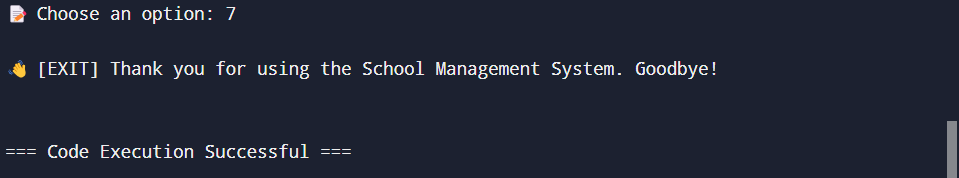 📝 Choose an option: 7
👋 [EXIT] Thank you for using the School Management System. Goodbye!
=== Code Execution Successful ===